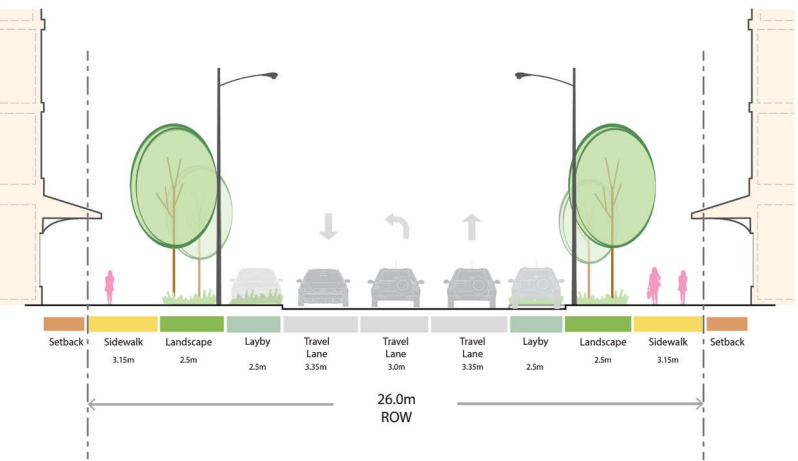 Setback
Sidewalk
3.15m
Landscape
2.5m
Layby
2.5m
Travel
Lane
3.35m
Travel
Lane
3.0m
Travel
Lane
3.35m
Layby
2.5m
Landscape
2.5m
Sidewalk
3.15m
Setback
26.0m
ROW